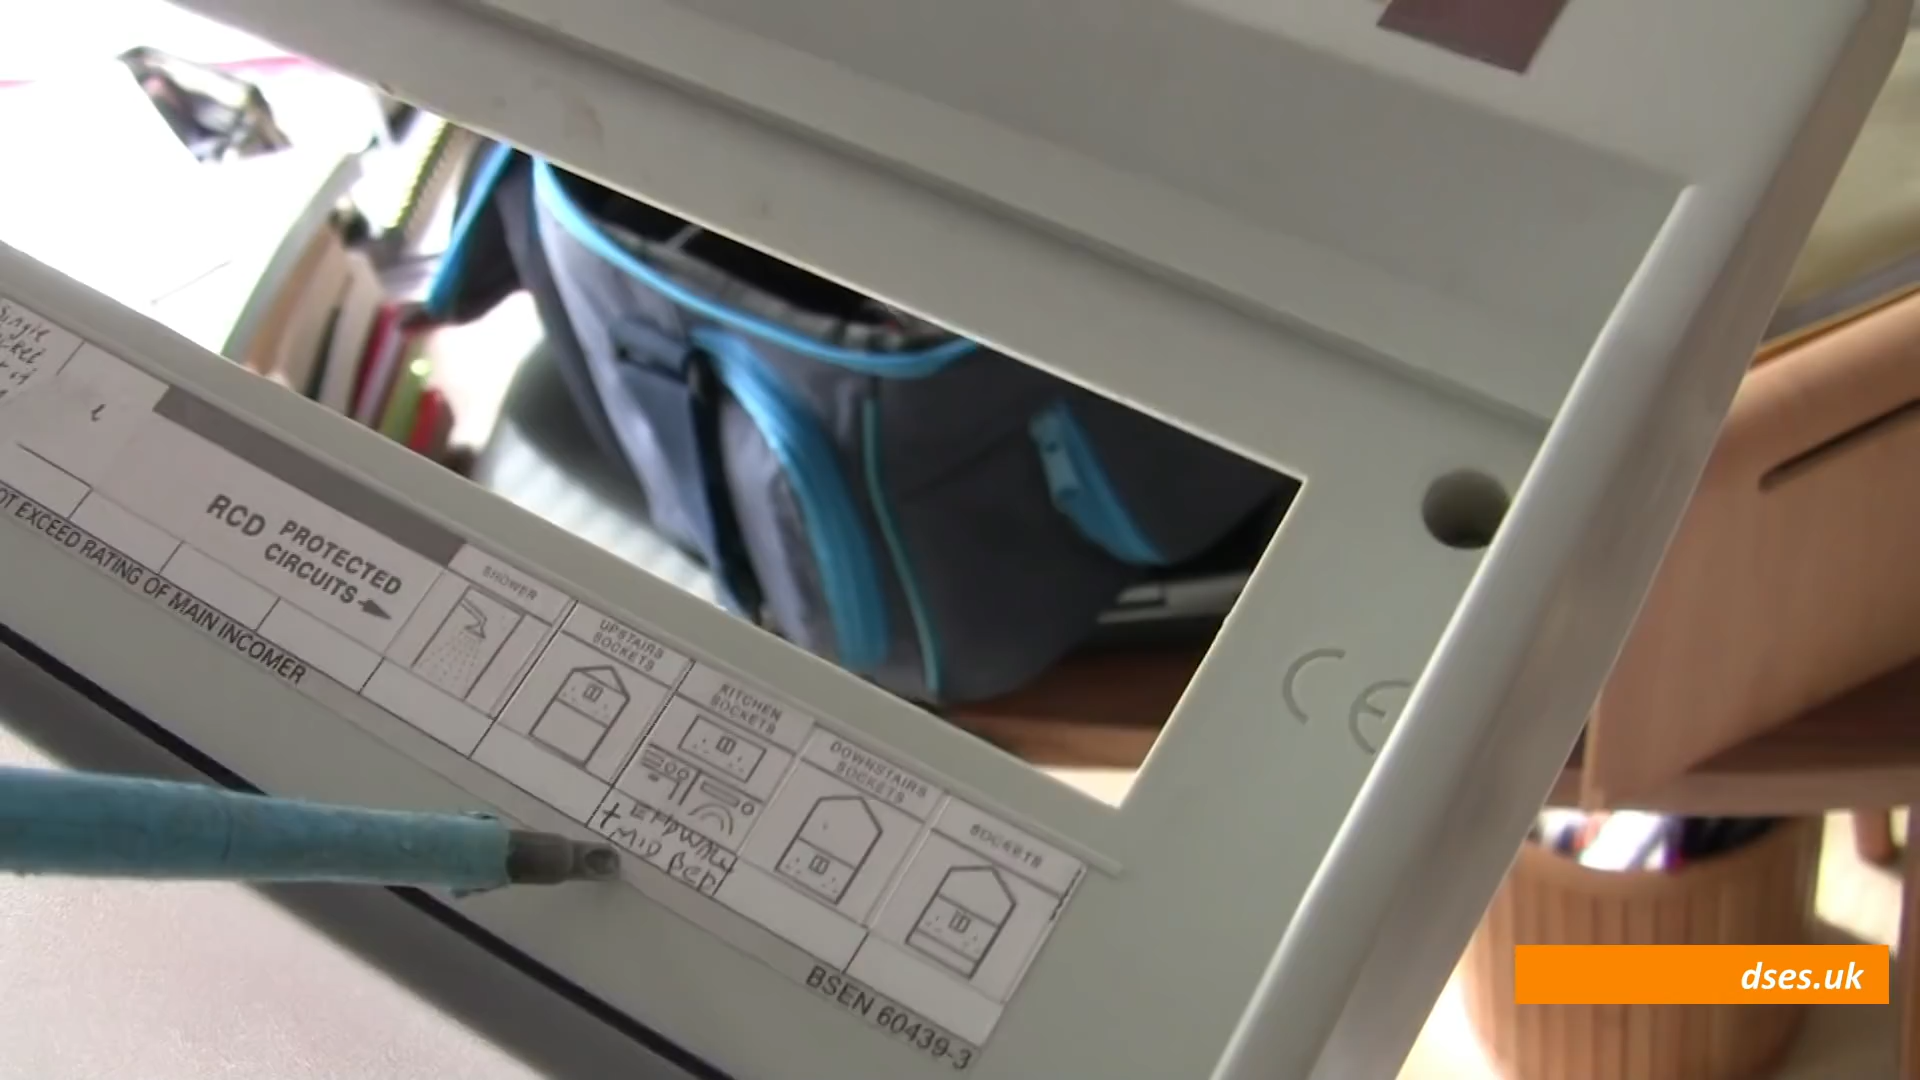 Single
RCD PROTECTED
CIRCUITS
SHOWER
UPSTAIRS
SOCKETS
KITCHEN
SOCKETS
+
MID BED
DOWNSTAIRS
SOCKETS
SOCKETS
EXCEED RATING OF MAIN INCOMER
BSEN 60439-3
CE
dses.uk